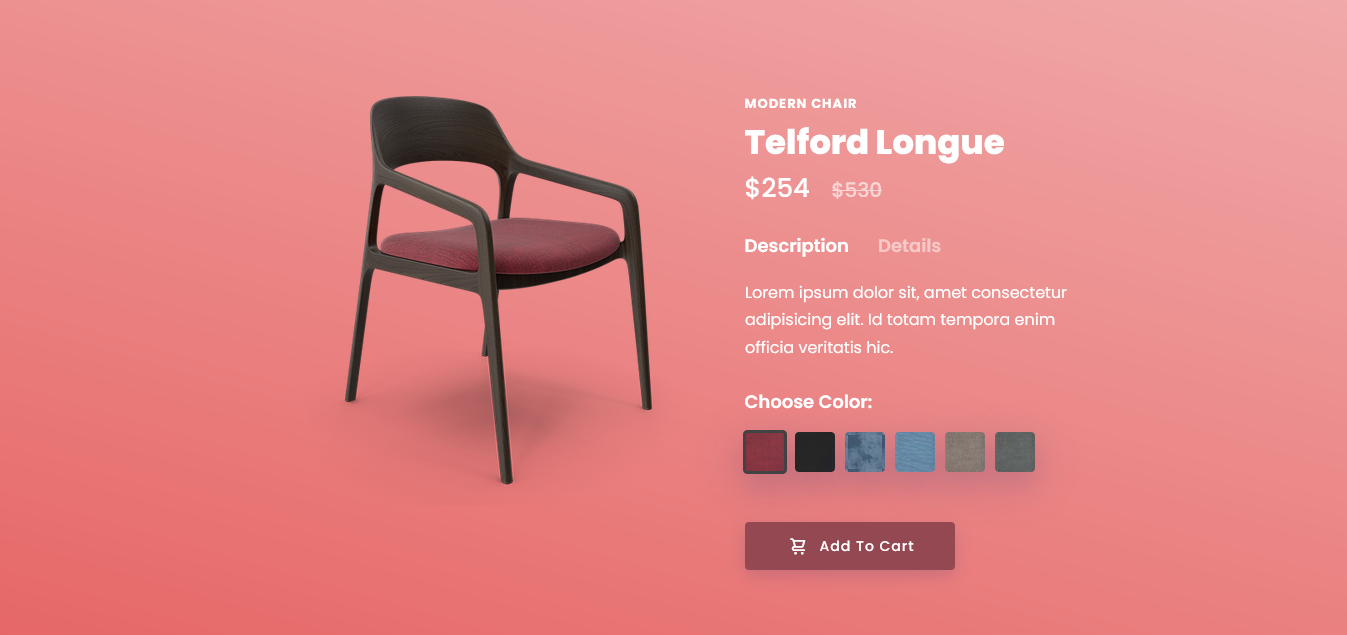 MODERN CHAIR
Telford Longue
$254 $530
Description Details
Lorem ipsum dolor sit, amet consectetur
adipisicing elit. Id totam tempora enim
officia veritatis hic.
Choose Color:
Add To Cart